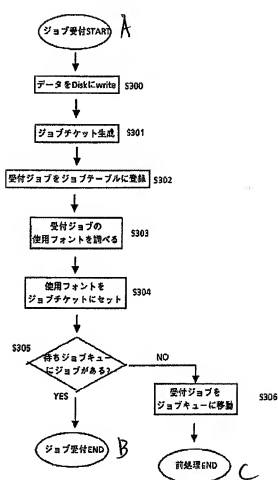 ジョブ受付START
A
データをDiskにwrite
S300
ジョブチケット生成
S301
受付ジョブをジョブテーブルに登録
S302
受付ジョブの
使用フォントを調べる
S303
使用フォントを
ジョブチケットにセット
S304
S305
待ちジョブキュー
にジョブがある?
NO
YES
受付ジョブを
ジョブキューに移動
S306
ジョブ受付END
B
前処理END
C